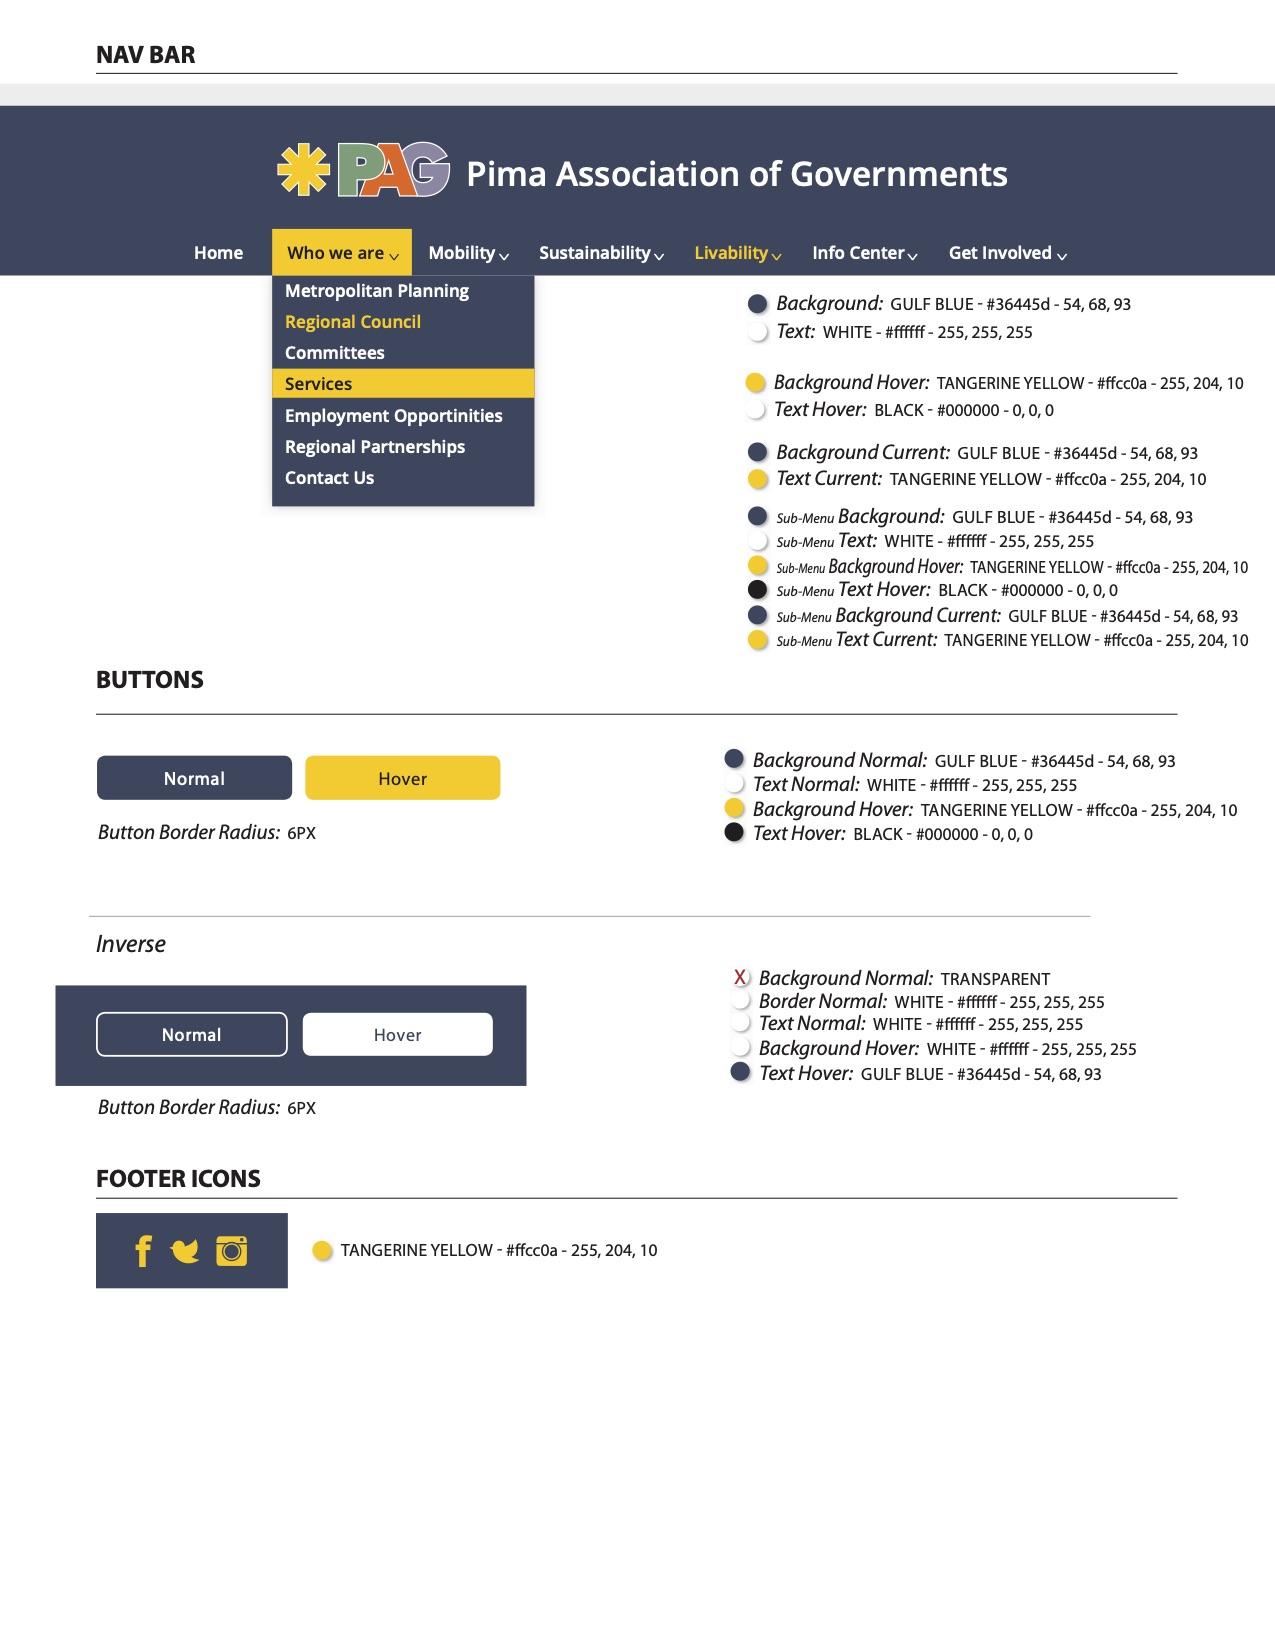 NAV BAR
PAG Pima Association of Governments
Home Who we are Mobility Sustainability Livability Info Center Get Involved
Metropolitan Planning
Regional Council
Committees
Services
Employment Opportinities
Regional Partnerships
Contact Us
Background: GULF BLUE - #36445d - 54, 68, 93
Text: WHITE - #ffffff - 255, 255, 255
Background Hover: TANGERINE YELLOW - #ffcc0a - 255, 204, 10
Text Hover: BLACK - #000000 - 0, 0, 0
Background Current: GULF BLUE - #36445d - 54, 68, 93
Text Current: TANGERINE YELLOW - #ffcc0a - 255, 204, 10
Sub-Menu Background: GULF BLUE - #36445d - 54, 68, 93
Sub-Menu Text: WHITE - #ffffff - 255, 255, 255
Sub-Menu Background Hover: TANGERINE YELLOW - #ffcc0a - 255, 204, 10
Sub-Menu Text Hover: BLACK - #000000 - 0, 0, 0
Sub-Menu Background Current: GULF BLUE - #36445d - 54, 68, 93
Sub-Menu Text Current: TANGERINE YELLOW - #ffcc0a - 255, 204, 10
BUTTONS
Normal Hover
Button Border Radius: 6PX
Background Normal: GULF BLUE - #36445d - 54, 68, 93
Text Normal: WHITE - #ffffff - 255, 255, 255
Background Hover: TANGERINE YELLOW - #ffcc0a - 255, 204, 10
Text Hover: BLACK - #000000 - 0, 0, 0
Inverse
Normal Hover
Button Border Radius: 6PX
X Background Normal: TRANSPARENT
Border Normal: WHITE - #ffffff - 255, 255, 255
Text Normal: WHITE - #ffffff - 255, 255, 255
Background Hover: WHITE - #ffffff - 255, 255, 255
Text Hover: GULF BLUE - #36445d - 54, 68, 93
FOOTER ICONS
f
TANGERINE YELLOW - #ffcc0a - 255, 204, 10